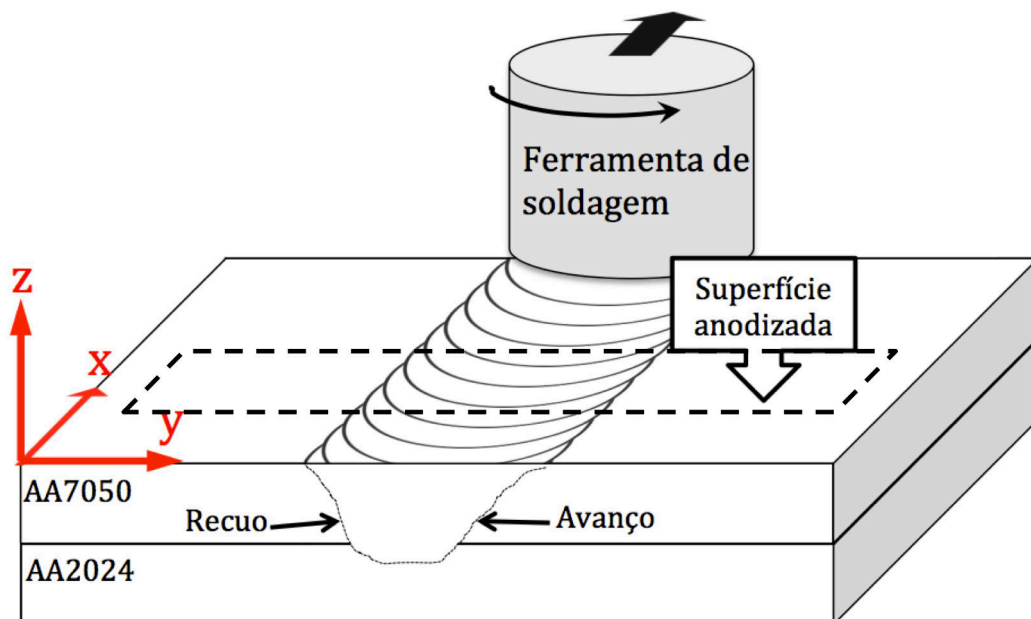 Ferramenta de
soldagem
Superfície
anodizada
z
x
y
AA7050
Recuo
Avanço
AA2024